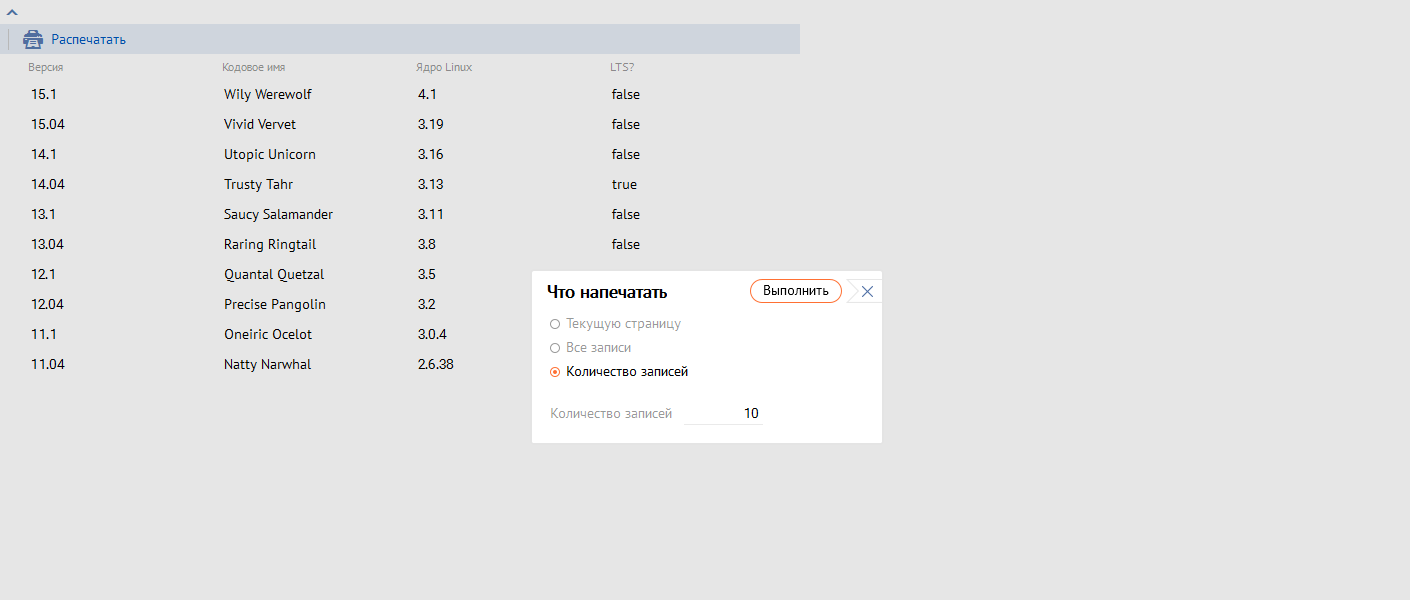 Распечатать
Версия Кодовое имя Ядро Linux LTS?
15.1 Wily Werewolf 4.1 false
15.04 Vivid Vervet 3.19 false
14.1 Utopic Unicorn 3.16 false
14.04 Trusty Tahr 3.13 true
13.1 Saucy Salamander 3.11 false
13.04 Raring Ringtail 3.8 false
12.1 Quantal Quetzal 3.5
12.04 Precise Pangolin 3.2
11.1 Oneiric Ocelot 3.0.4
11.04 Natty Narwhal 2.6.38
Что напечатать Выполнить
Текущую страницу
Все записи
Количество записей
Количество записей 10